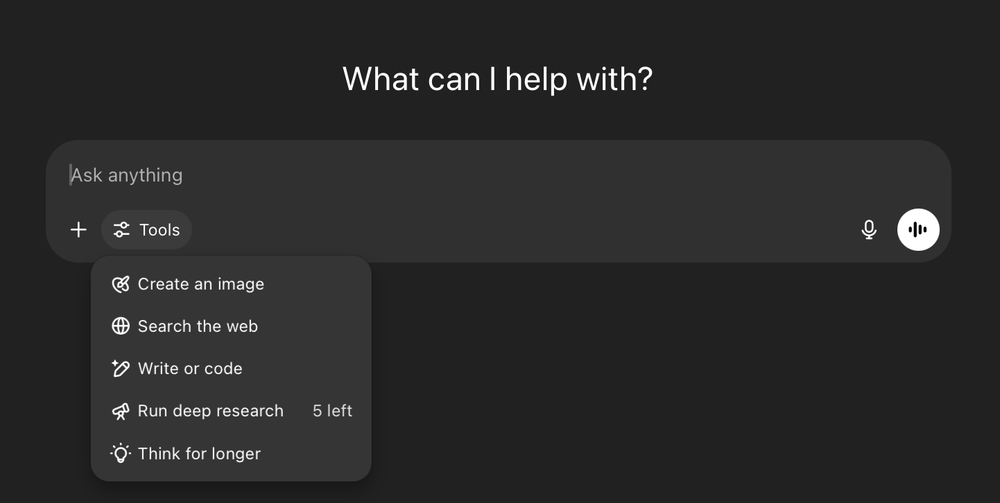 What can I help with?
Ask anything
Tools
Create an image
Search the web
Write or code
Run deep research 5 left
Think for longer